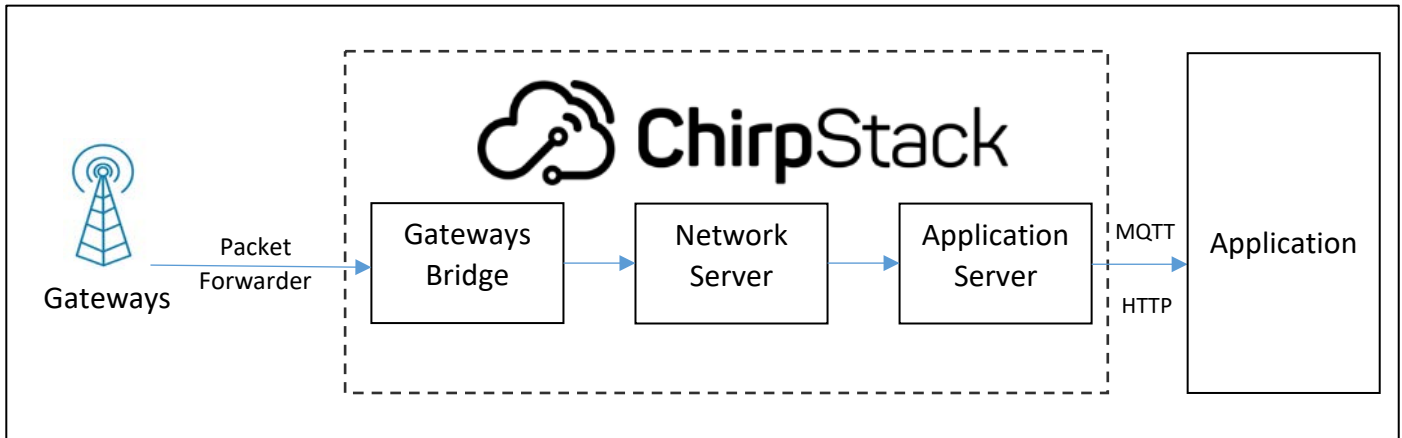 ChirpStack
Gateways
Packet
Forwarder
Gateways
Bridge
Network
Server
Application
Server
MQTT
HTTP
Application